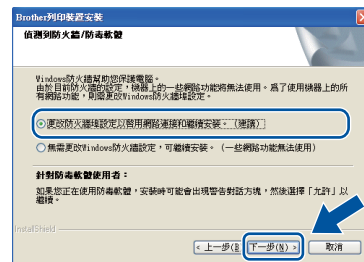 Brother列印裝置安裝
偵測到防火牆/防毒軟體
Windows防火牆幫助您保護電腦。
由於目前防火牆的設定，機器上的一些網路功能將無法使用。為了使用機器上的所
有網路功能，則需更改Windows防火牆埠設定。
更改防火牆埠設定以啟用網路連接和繼續安裝。（建議）
無需更改Windows防火牆設定，可繼續安裝。（一些網路功能無法使用）
針對防毒軟體使用者：
如果您正在使用防毒軟體，安裝時可能會出現警告對話方塊，然後選擇「允許」以
繼續。
InstallShield
< 上一步(B 下一步(N) > 取消